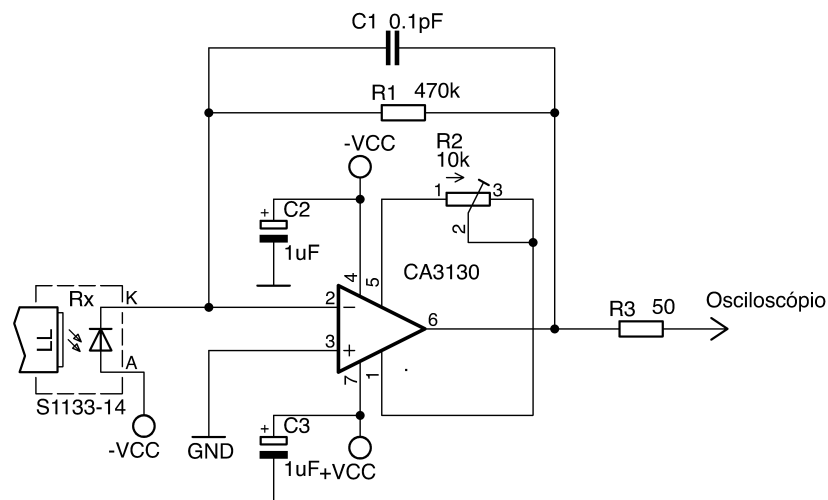 C1 0.1pF
R1 470k
-VCC
R2
10k
1
3
2
+
C2
1uF
4
5
CA3130
Rx
K
2
-
LL
3
+
6
R3 50
Osciloscópio
A
7
1
S1133-14
-VCC
GND
+
C3
1uF
+VCC